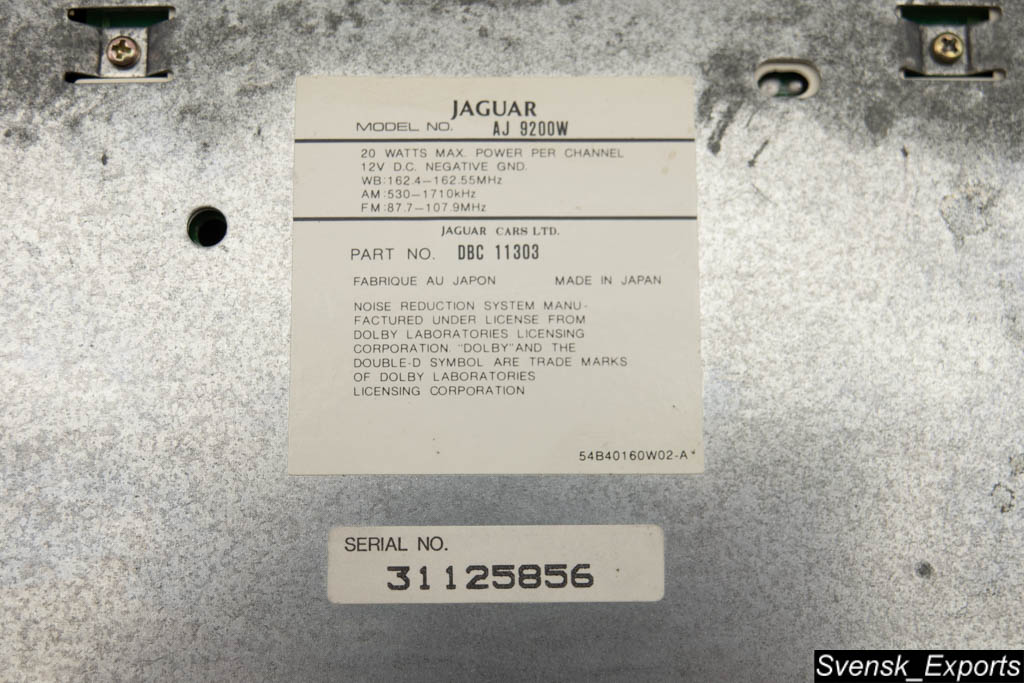 JAGUAR
MODEL NO. AJ 9200W
20 WATTS MAX. POWER PER CHANNEL
12V D.C. NEGATIVE GND.
WB:162.4-162.55MHz
AM:530-1710kHz
FM:87.7-107.9MHz
JAGUAR CARS LTD.
PART NO. DBC 11303
FABRIQUE AU JAPON MADE IN JAPAN
NOISE REDUCTION SYSTEM MANU-
FACTURED UNDER LICENSE FROM
DOLBY LABORATORIES LICENSING
CORPORATION. "DOLBY"AND THE
DOUBLE-D SYMBOL ARE TRADE MARKS
OF DOLBY LABORATORIES
LICENSING CORPORATION
54B40160W02-A
SERIAL NO.
31125856
Svensk_Exports